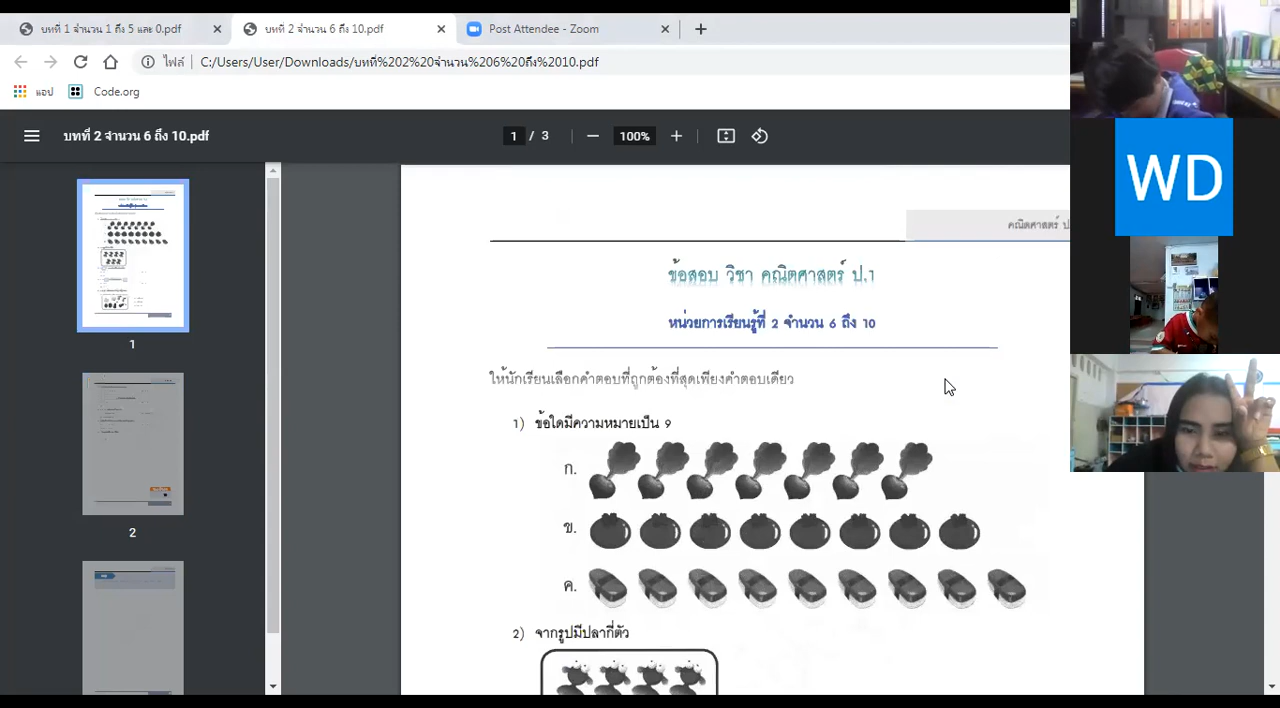 บทที่ 1 จำนวน 1 ถึง 5 และ 0.pdf
บทที่ 2 จำนวน 6 ถึง 10.pdf
Post Attendee - Zoom
ไฟล์
C:/Users/User/Downloads/บทที่%202%20จำนวน%206%20ถึง%2010.pdf
แอป
Code.org
บทที่ 2 จำนวน 6 ถึง 10.pdf
1 / 3
100%
WD
คณิตศาสตร์ ป
ข้อสอบ วิชา คณิตศาสตร์ ป.1
หน่วยการเรียนรู้ที่ 2 จำนวน 6 ถึง 10
ให้นักเรียนเลือกคำตอบที่ถูกต้องที่สุดเพียงคำตอบเดียว
1) ข้อใดมีความหมายเป็น 9
ก.
ข.
ค.
2) จากรูปมีปลากี่ตัว
1
2